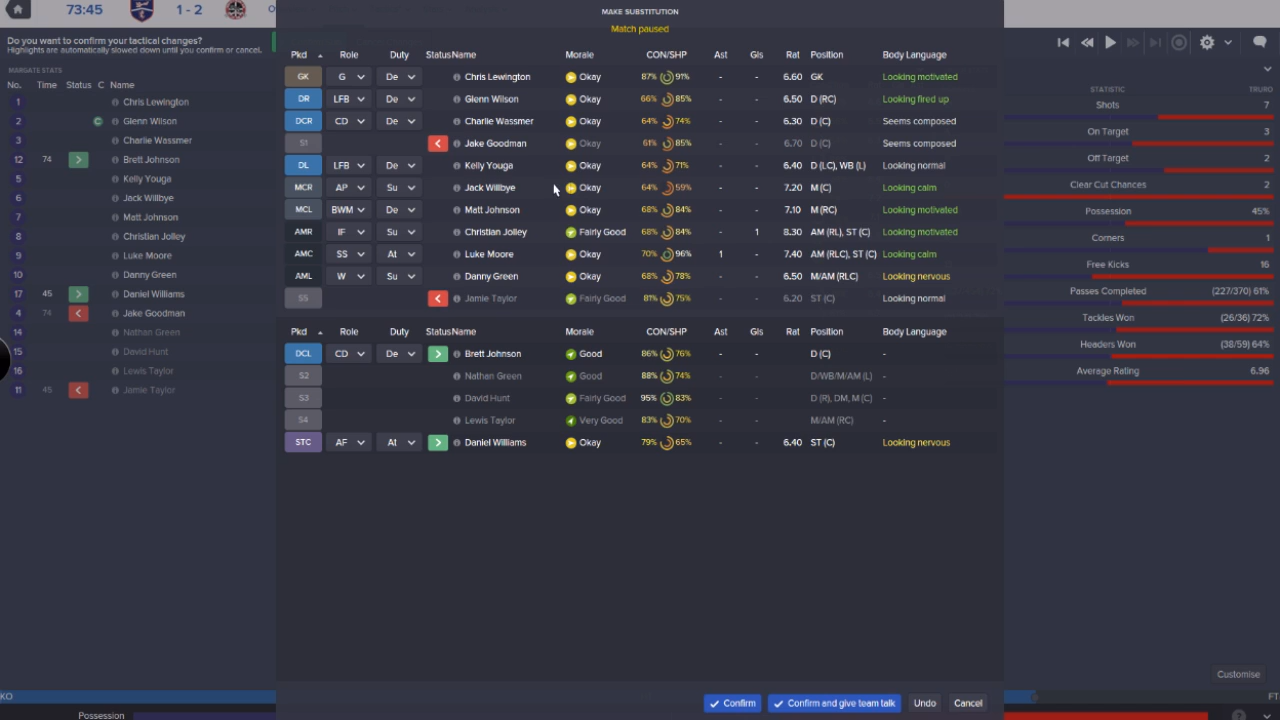 73:45
1 - 2
Do you want to confirm your tactical changes?
Highlights are automatically slowed down until you confirm or cancel.
MARGATE STATS
No. Time Status C Name
1 Chris Lewington
2 C Glenn Wilson
3 Charlie Wassmer
12 74 Brett Johnson
5 Kelly Youga
6 Jack Willbye
7 Matt Johnson
8 Christian Jolley
9 Luke Moore
10 Danny Green
17 45 Daniel Williams
4 74 Jake Goodman
14 Nathan Green
15 David Hunt
16 Lewis Taylor
11 45 Jamie Taylor
KO
Possession
MAKE SUBSTITUTION
Match paused
Pkd Role Duty Status Name Morale CON/SHP Ast Gls Rat Position Body Language
GK G De Chris Lewington Okay 87% 91% - - 6.60 GK Looking motivated
DR LFB De Glenn Wilson Okay 66% 85% - - 6.50 D (RC) Looking fired up
DCR CD De Charlie Wassmer Okay 64% 74% - - 6.30 D (C) Seems composed
S1 Jake Goodman Okay 61% 85% - - 6.70 D (C) Seems composed
DL LFB De Kelly Youga Okay 64% 71% - - 6.40 D (LC), WB (L) Looking normal
MCR AP Su Jack Willbye Okay 64% 59% - - 7.20 M (C) Looking calm
MCL BWM De Matt Johnson Okay 68% 84% - - 7.10 M (RC) Looking motivated
AMR IF Su Christian Jolley Fairly Good 68% 84% - 1 8.30 AM (RL), ST (C) Looking motivated
AMC SS At Luke Moore Okay 70% 96% 1 - 7.40 AM (RLC), ST (C) Looking calm
AML W Su Danny Green Okay 68% 78% - - 6.50 M/AM (RLC) Looking nervous
S5 Jamie Taylor Fairly Good 81% 75% - - 6.20 ST (C) Looking normal
Pkd Role Duty Status Name Morale CON/SHP Ast Gls Rat Position Body Language
DCL CD De Brett Johnson Good 86% 76% - - D (C) -
S2 Nathan Green Good 88% 74% - - D/WB/M/AM (L) -
S3 David Hunt Fairly Good 95% 83% - - D (R), DM, M (C) -
S4 Lewis Taylor Very Good 83% 70% - - M/AM (RC) -
STC AF At Daniel Williams Okay 79% 65% - - 6.40 ST (C) Looking nervous
Confirm
Confirm and give team talk
Undo
Cancel
STATISTIC TRURO
Shots 7
On Target 3
Off Target 2
Clear Cut Chances 2
Possession 45%
Corners 1
Free Kicks 16
Passes Completed (227/370) 61%
Tackles Won (26/36) 72%
Headers Won (38/59) 64%
Average Rating 6.96
Customise
FT